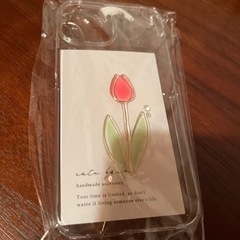 handmade accessory
Your time is limited, so don't
waste it living someone else's life.